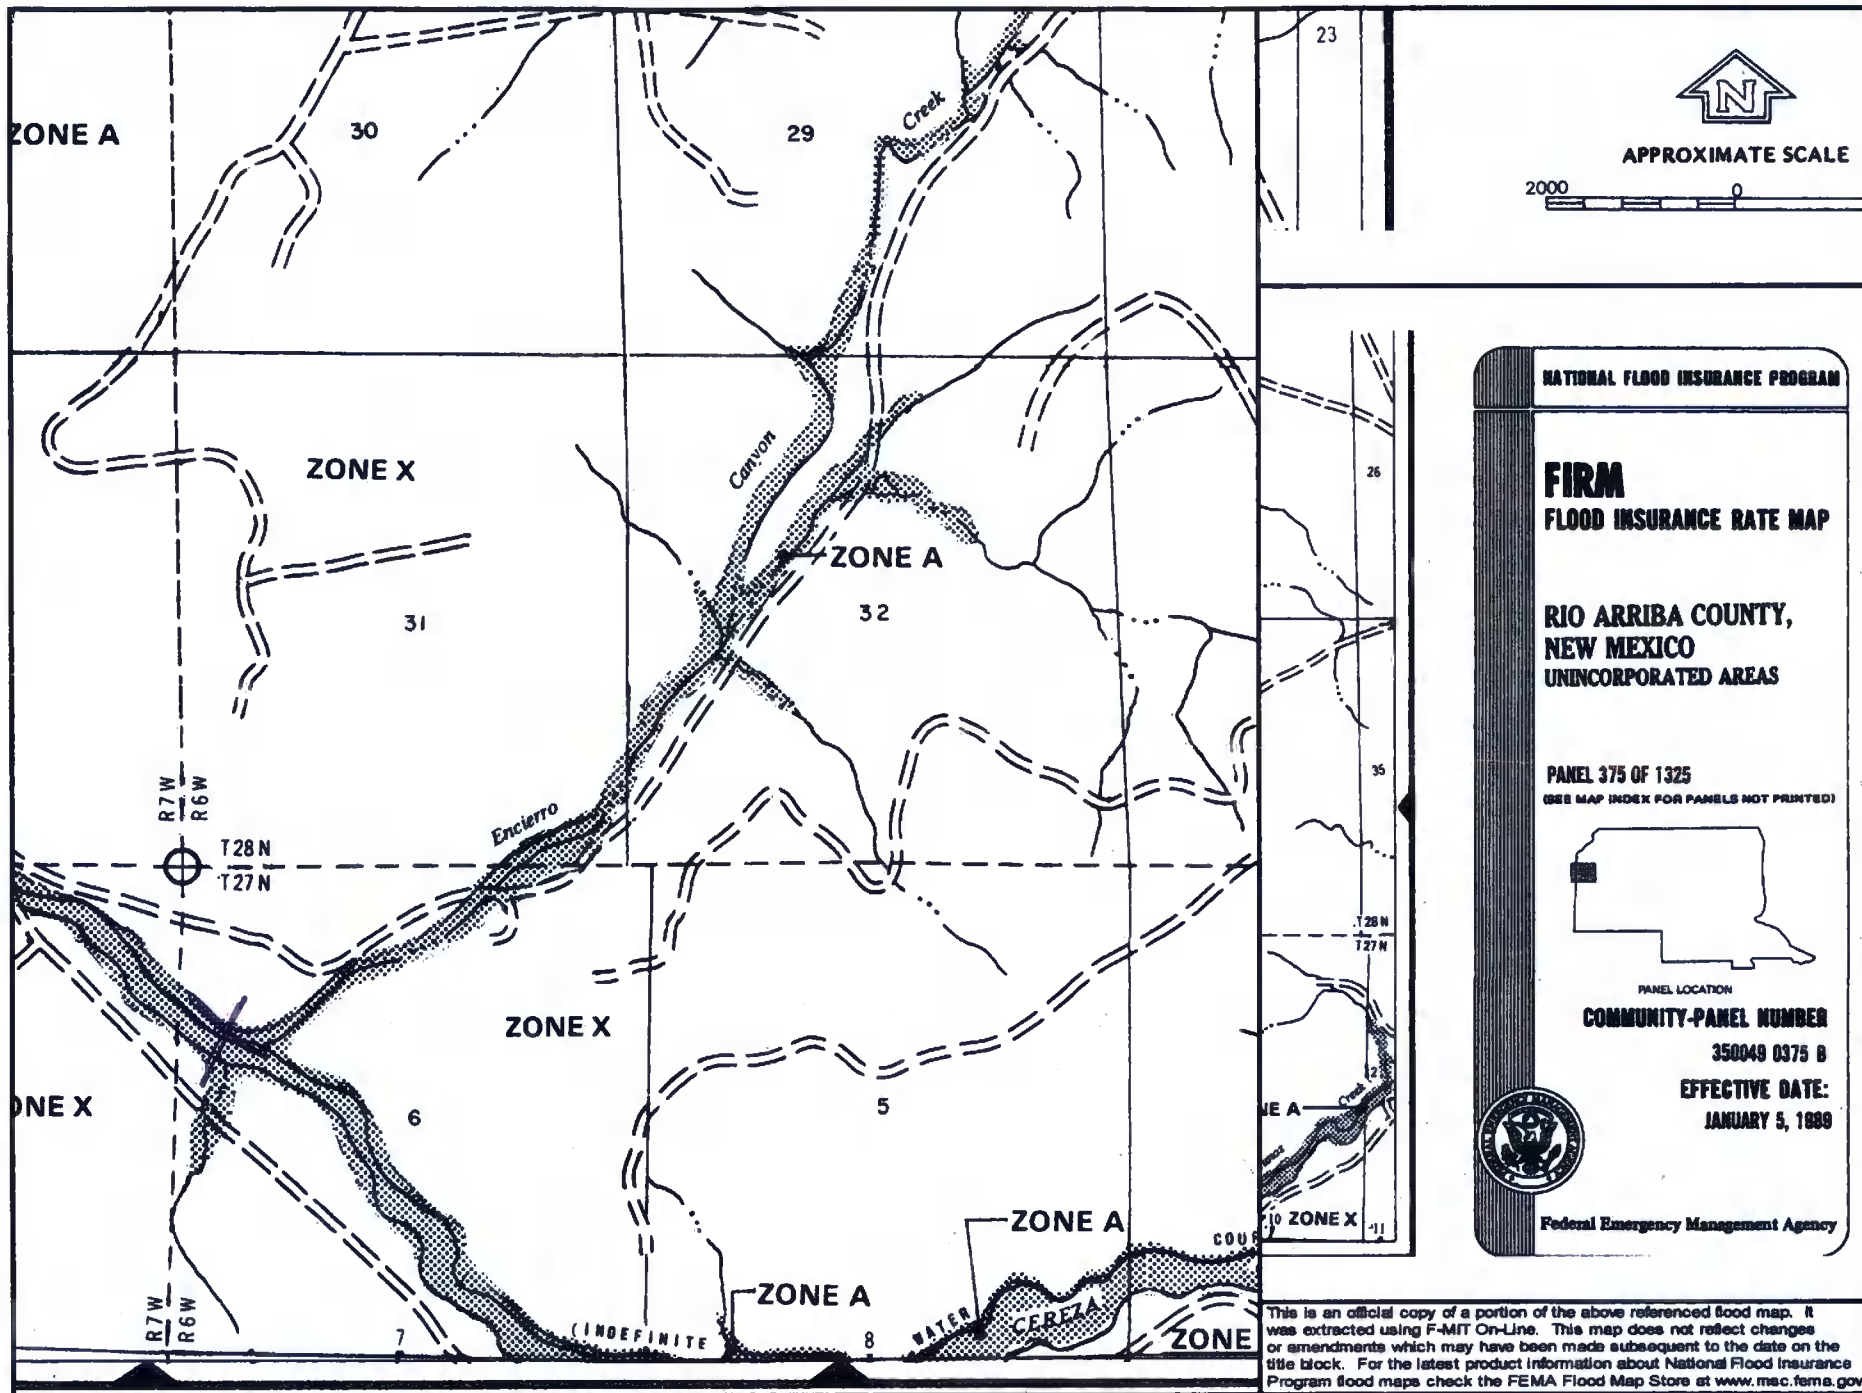 ZONE A
30
29
Creek
23
N
APPROXIMATE SCALE
2000
0
NATIONAL FLOOD INSURANCE PROGRAM
FIRM
FLOOD INSURANCE RATE MAP
RIO ARRIBA COUNTY,
NEW MEXICO
UNINCORPORATED AREAS
PANEL 375 OF 1325
(SEE MAP INDEX FOR PANELS NOT PRINTED)
PANEL LOCATION
COMMUNITY-PANEL NUMBER
350049 0375 B
EFFECTIVE DATE:
JANUARY 5, 1989
Federal Emergency Management Agency
ZONE X
Canyon
ZONE A
31
32
26
35
R7W
R6W
Encierro
T28N
T27N
T28N
T27N
ZONE X
ONE X
6
5
12
Creek
NE A
10
ZONE X
11
ZONE A
ZONE A
COU
R7W
R6W
7
(INDEFINITE
8
WATER
CEREZA
ZONE
This is an official copy of a portion of the above referenced flood map. It
was extracted using F-MIT On-Line. This map does not reflect changes
or amendments which may have been made subsequent to the date on the
title block. For the latest product information about National Flood Insurance
Program flood maps check the FEMA Flood Map Store at www.msc.fema.gov